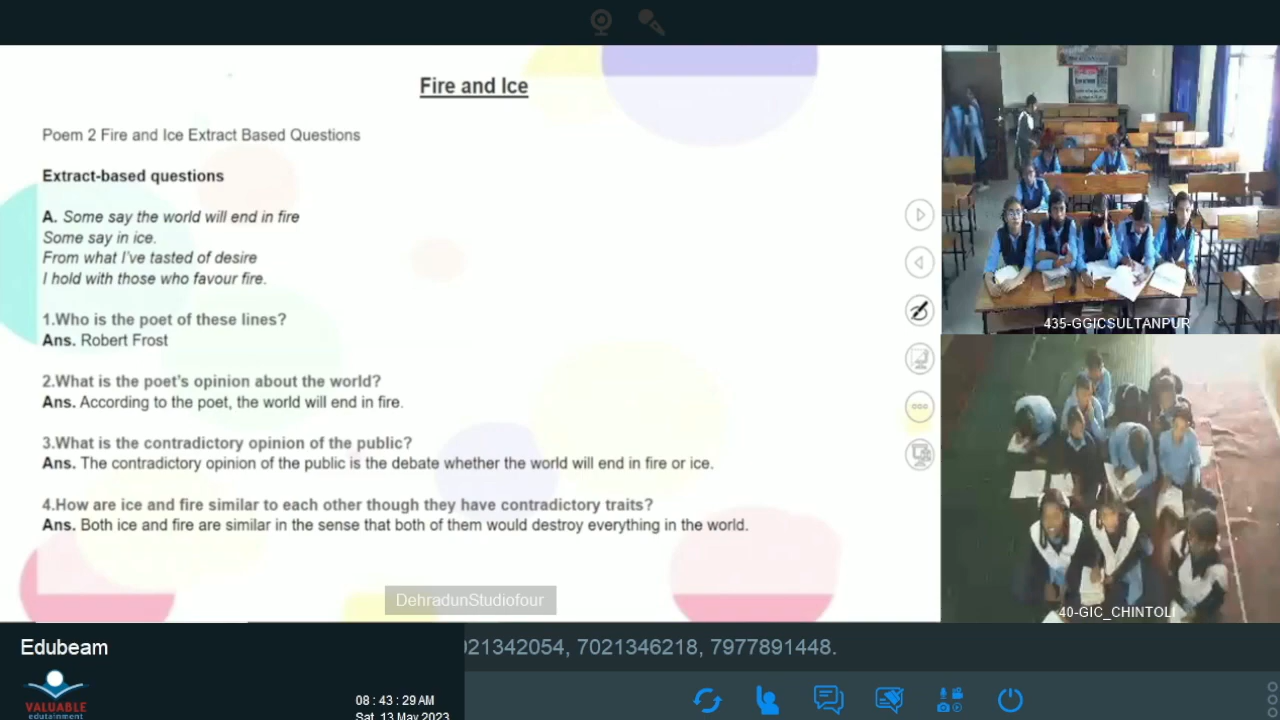 Fire and Ice
Poem 2 Fire and Ice Extract Based Questions
Extract-based questions
A. Some say the world will end in fire
Some say in ice.
From what I've tasted of desire
I hold with those who favour fire.
1.Who is the poet of these lines?
Ans. Robert Frost
2.What is the poet's opinion about the world?
Ans. According to the poet, the world will end in fire.
3.What is the contradictory opinion of the public?
Ans. The contradictory opinion of the public is the debate whether the world will end in fire or ice.
4.How are ice and fire similar to each other though they have contradictory traits?
Ans. Both ice and fire are similar in the sense that both of them would destroy everything in the world.
DehradunStudiofour
435-GGICSULTANPUR
40-GIC_CHINTOLI
Edubeam
021342054, 7021346218, 7977891448.
VALUABLE
edutainment
08 : 43 : 29 AM
Sat, 13 May 2023